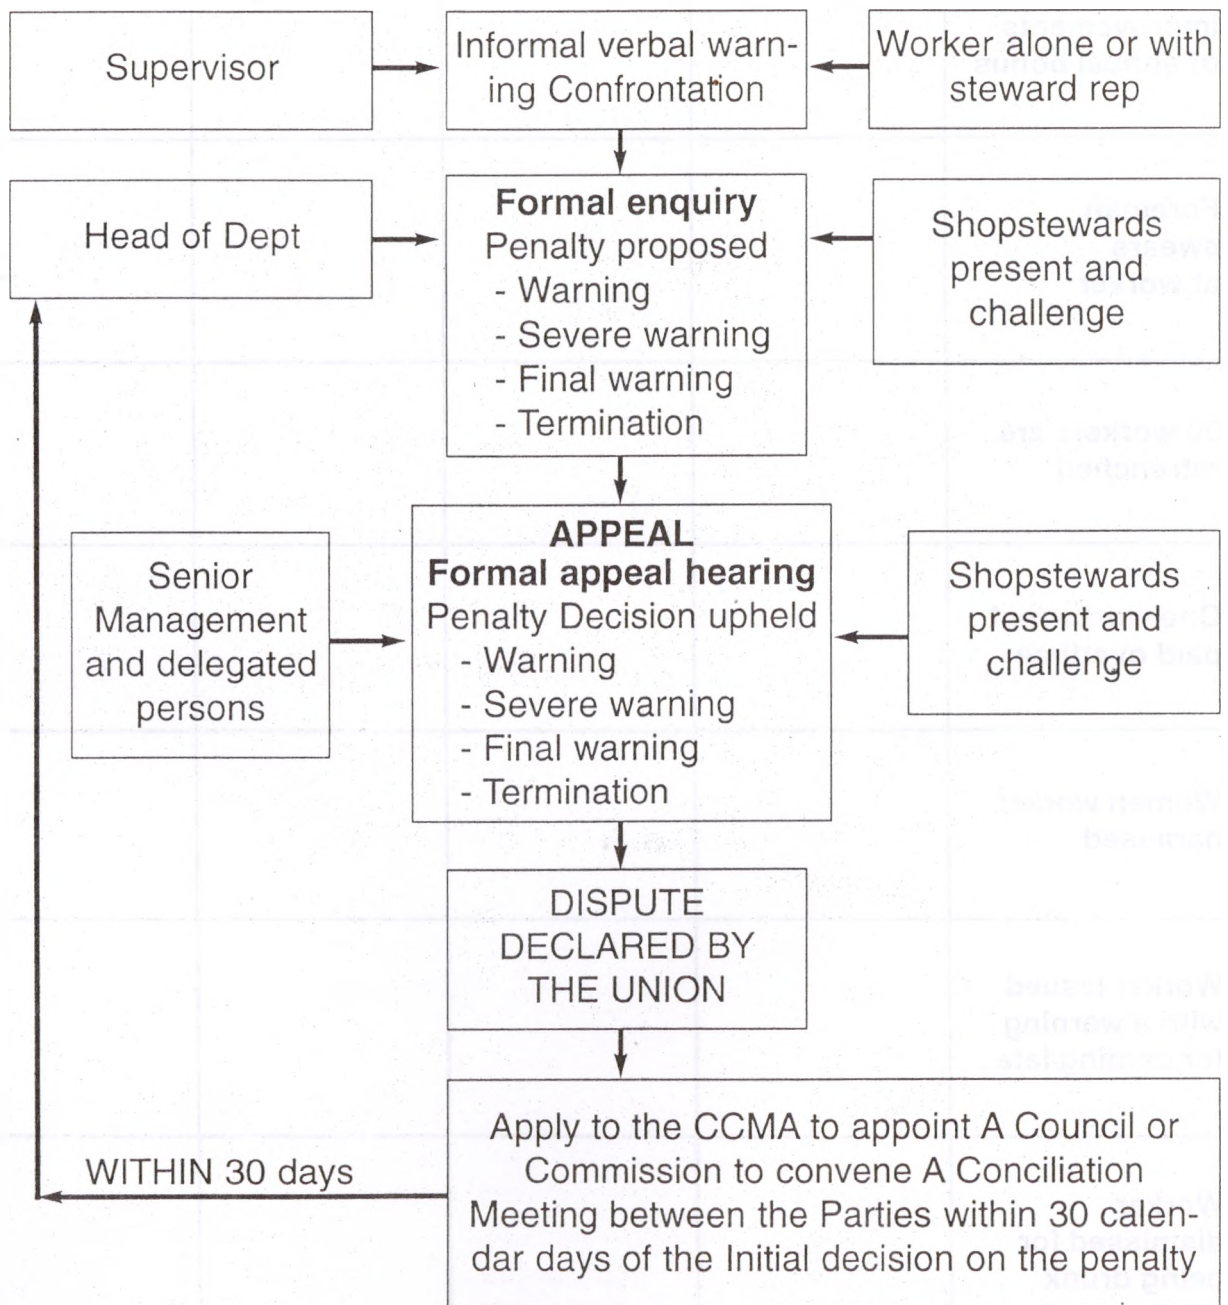 Supervisor
Informal verbal warn-
ing Confrontation
Worker alone or with
steward rep
Head of Dept
Formal enquiry
Penalty proposed
- Warning
- Severe warning
- Final warning
- Termination
Shopstewards
present and
challenge
Senior
Management
and delegated
persons
APPEAL
Formal appeal hearing
Penalty Decision upheld
- Warning
- Severe warning
- Final warning
- Termination
Shopstewards
present and
challenge
DISPUTE
DECLARED BY
THE UNION
WITHIN 30 days
Apply to the CCMA to appoint A Council or
Commission to convene A Conciliation
Meeting between the Parties within 30 calen-
dar days of the Initial decision on the penalty